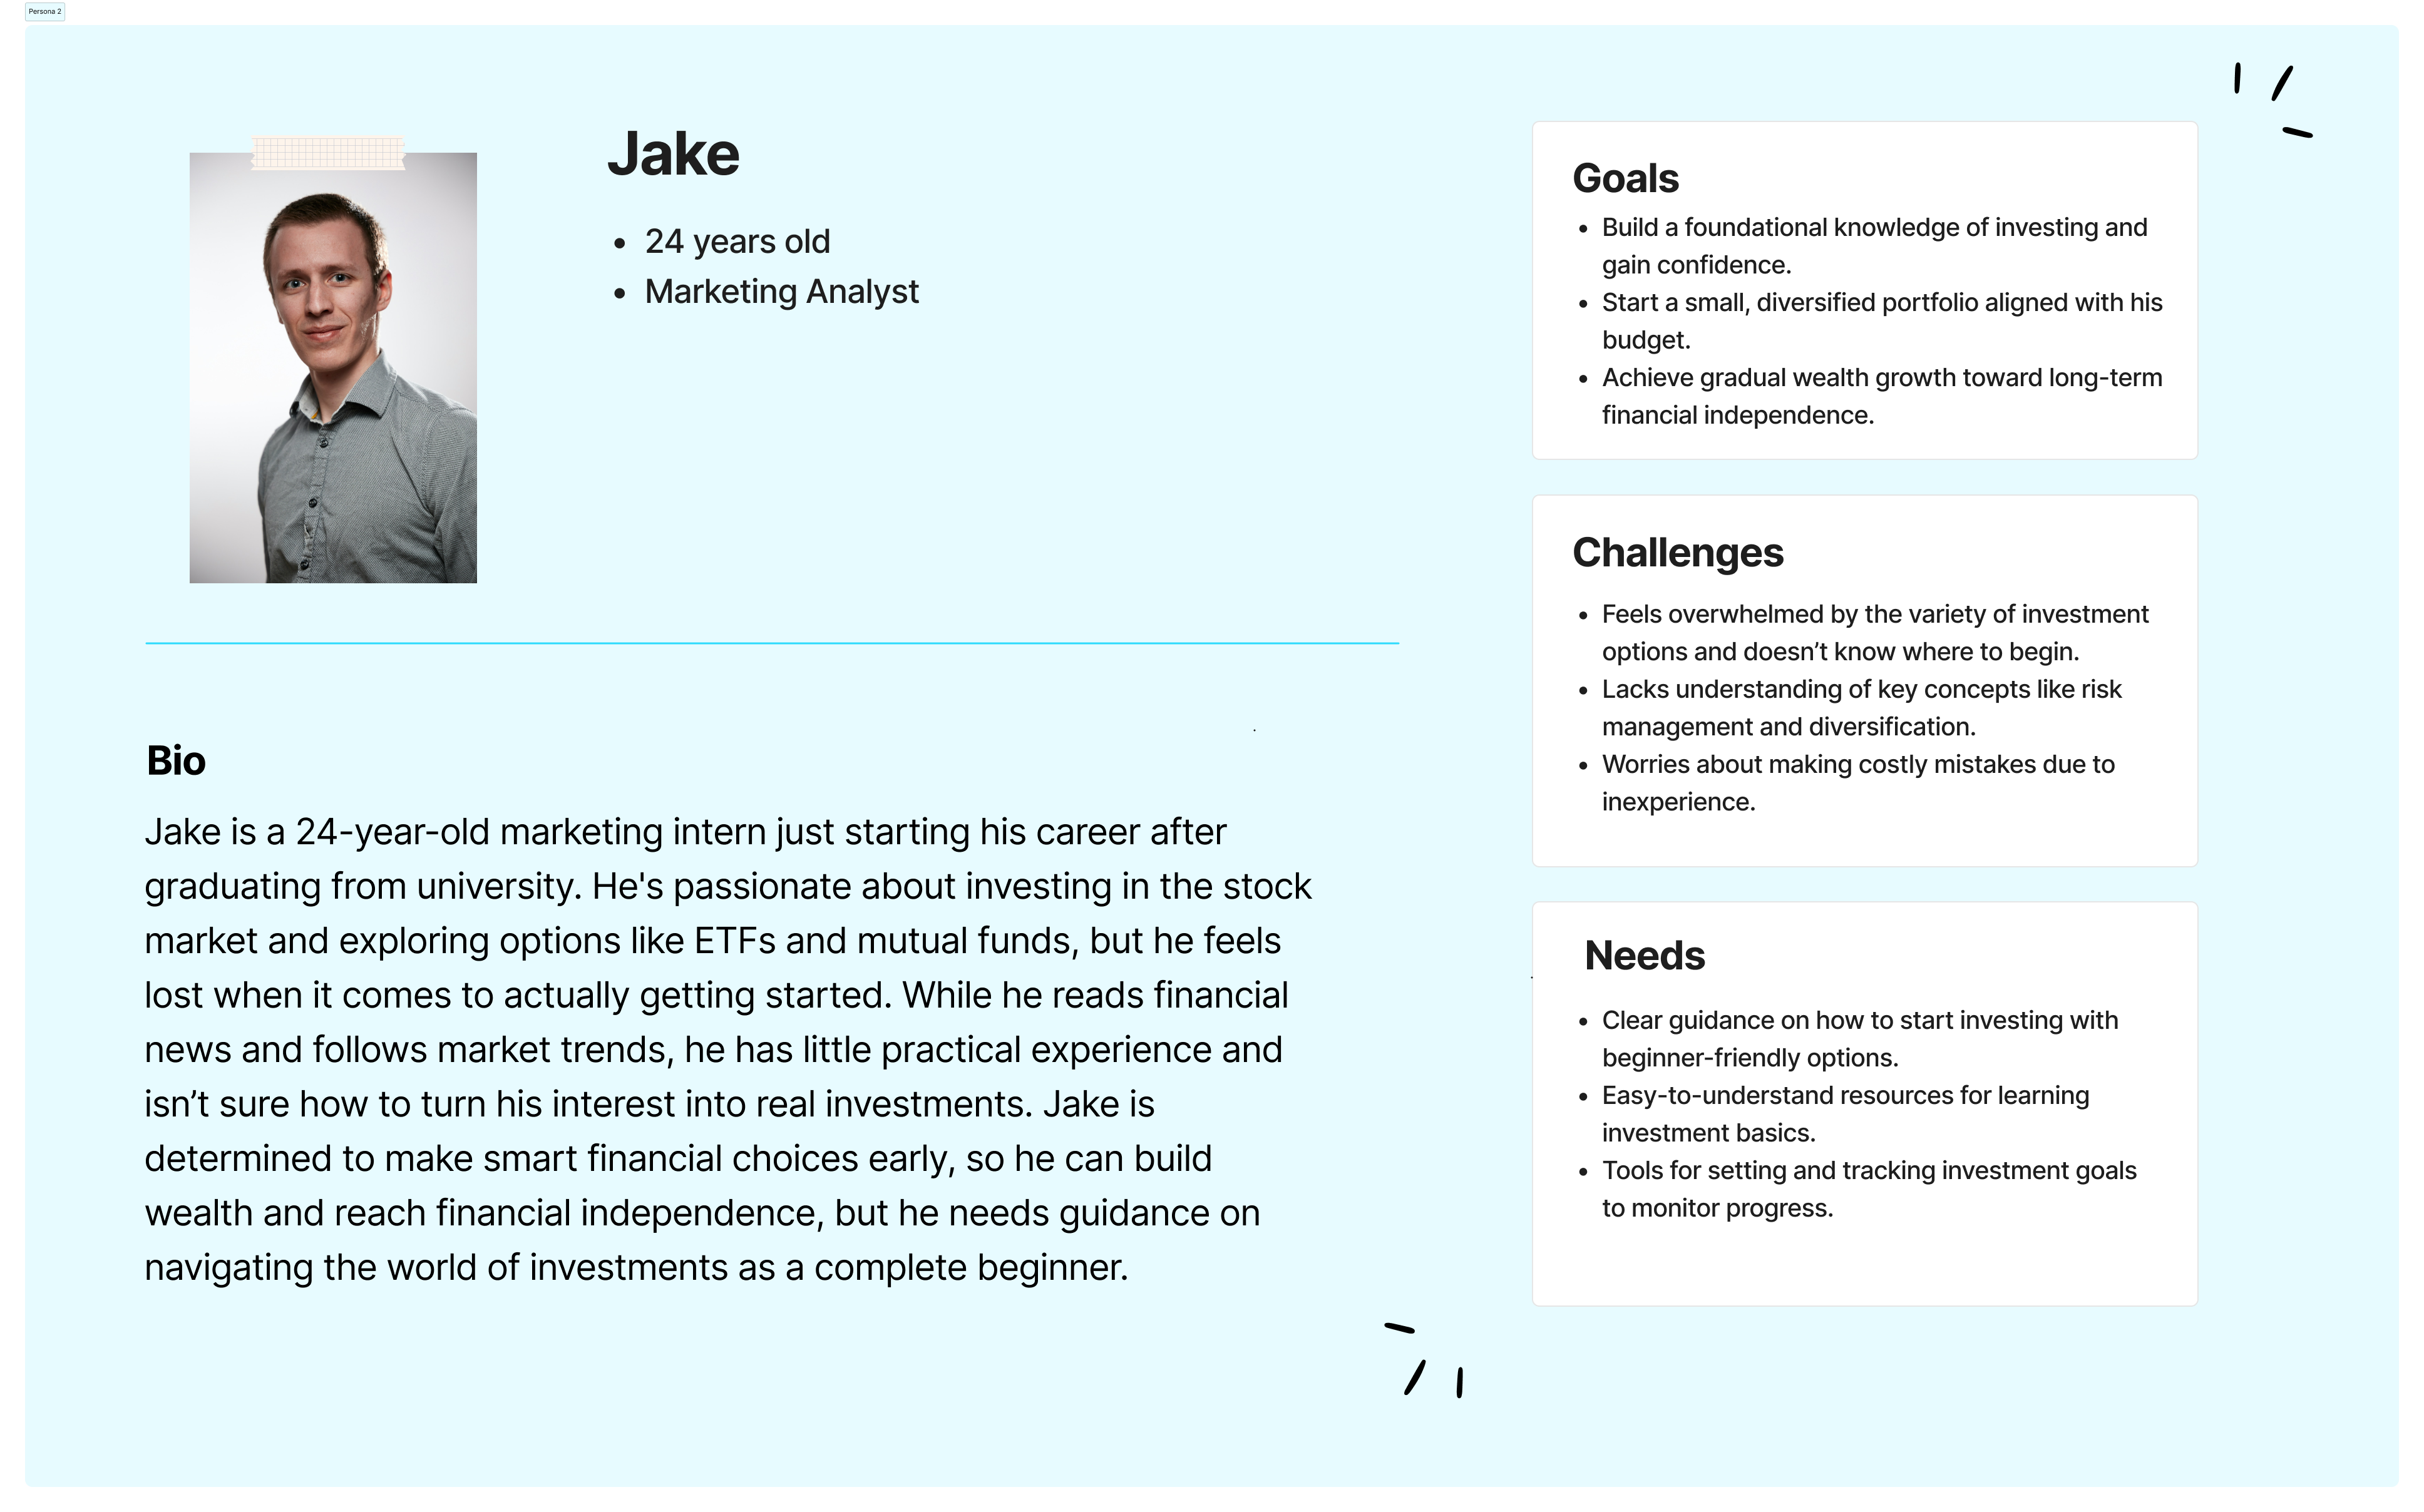 Persona 2
Jake
• 24 years old
• Marketing Analyst
Bio
Jake is a 24-year-old marketing intern just starting his career after
graduating from university. He's passionate about investing in the stock
market and exploring options like ETFs and mutual funds, but he feels
lost when it comes to actually getting started. While he reads financial
news and follows market trends, he has little practical experience and
isn’t sure how to turn his interest into real investments. Jake is
determined to make smart financial choices early, so he can build
wealth and reach financial independence, but he needs guidance on
navigating the world of investments as a complete beginner.
Goals
• Build a foundational knowledge of investing and
gain confidence.
• Start a small, diversified portfolio aligned with his
budget.
• Achieve gradual wealth growth toward long-term
financial independence.
Challenges
• Feels overwhelmed by the variety of investment
options and doesn’t know where to begin.
• Lacks understanding of key concepts like risk
management and diversification.
• Worries about making costly mistakes due to
inexperience.
Needs
• Clear guidance on how to start investing with
beginner-friendly options.
• Easy-to-understand resources for learning
investment basics.
• Tools for setting and tracking investment goals
to monitor progress.